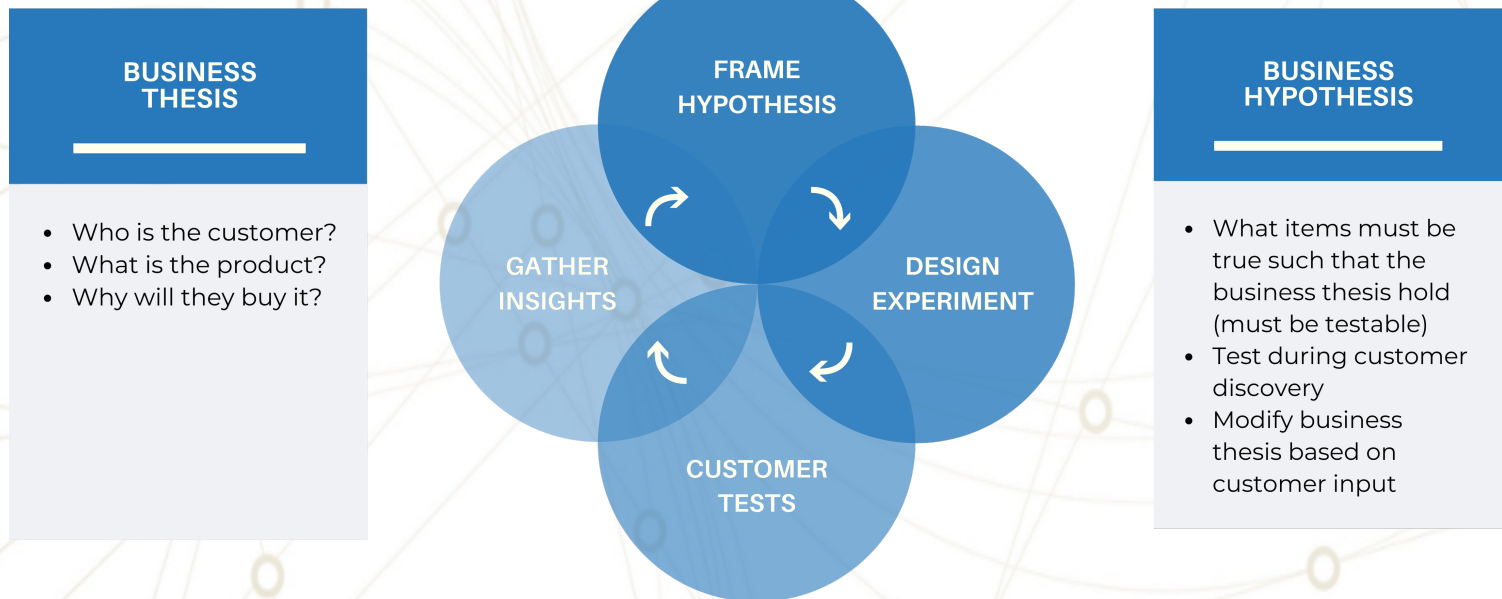 BUSINESS
THESIS
• Who is the customer?
• What is the product?
• Why will they buy it?
FRAME
HYPOTHESIS
GATHER
INSIGHTS
DESIGN
EXPERIMENT
CUSTOMER
TESTS
BUSINESS
HYPOTHESIS
• What items must be
true such that the
business thesis hold
(must be testable)
• Test during customer
discovery
• Modify business
thesis based on
customer input